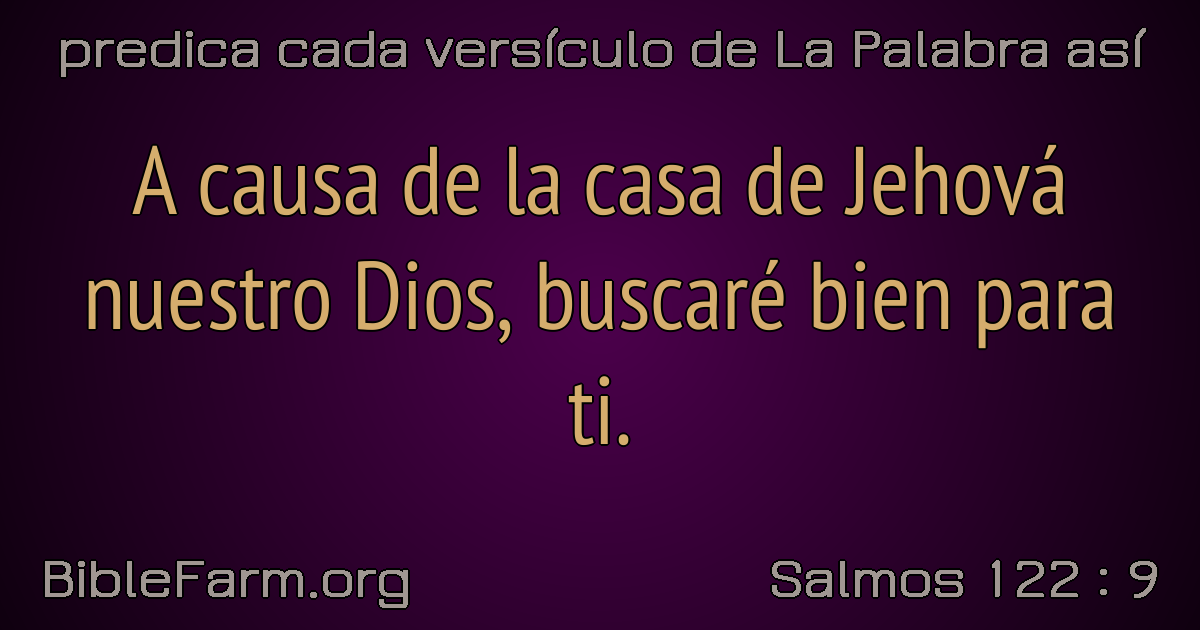 predica cada versículo de La Palabra así
A causa de la casa de Jehová
nuestro Dios, buscaré bien para
ti.
BibleFarm.org
Salmos 122 : 9